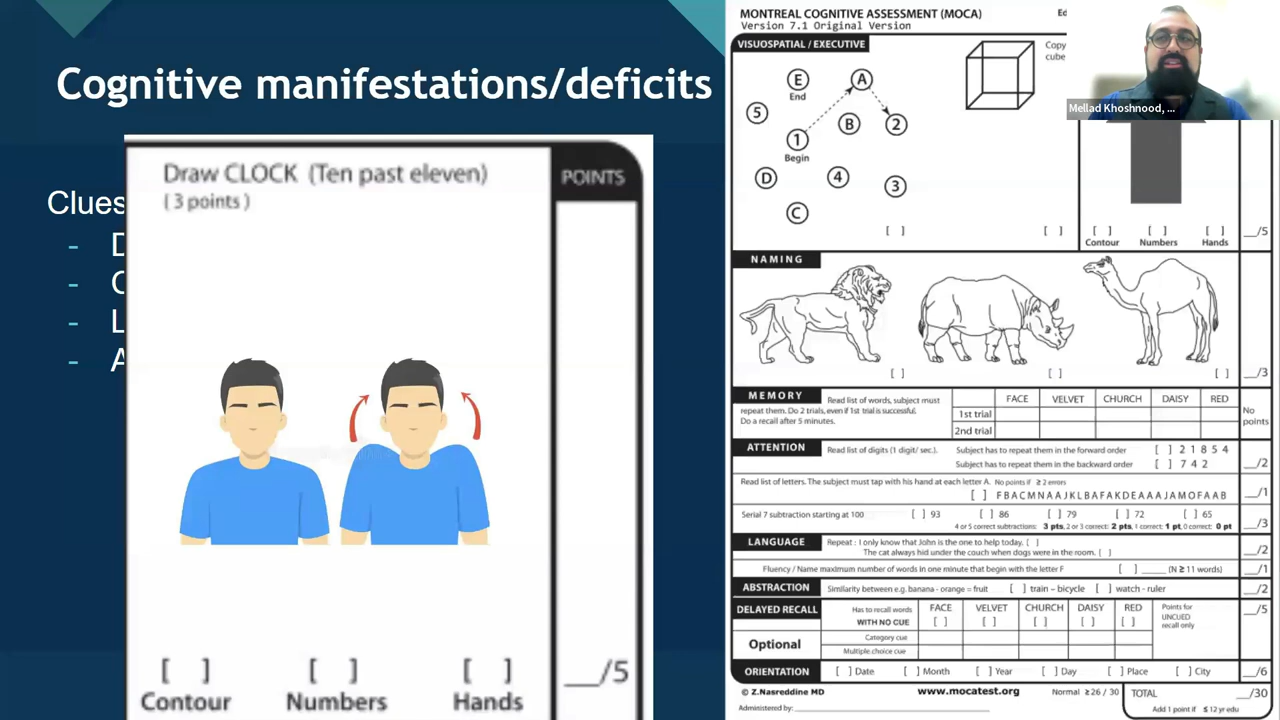 Cognitive manifestations/deficits
Clues
- D
- C
- L
- A
Draw CLOCK (Ten past eleven)
( 3 points )
POINTS
[ ] [ ] [ ]
Contour Numbers Hands
__/5
MONTREAL COGNITIVE ASSESSMENT (MOCA)
Version 7.1 Original Version
Ed
Mellad Khoshnood, ...
VISUOSPATIAL / EXECUTIVE
Copy
cube
E
End
A
5
B
2
1
Begin
D
4
3
C
[ ] [ ]
[ ] [ ] [ ]
Contour Numbers Hands
__/5
NAMING
[ ] [ ] [ ]
__/3
MEMORY
Read list of words, subject must
repeat them. Do 2 trials, even if 1st trial is successful.
Do a recall after 5 minutes.
FACE VELVET CHURCH DAISY RED
1st trial
2nd trial
No
points
ATTENTION
Read list of digits (1 digit/ sec.).
Subject has to repeat them in the forward order [ ] 2 1 8 5 4
Subject has to repeat them in the backward order [ ] 7 4 2
__/2
Read list of letters. The subject must tap with his hand at each letter A. No points if ≥ 2 errors
[ ] F B A C M N A A J K L B A F A K D E A A A J A M O F A A B
__/1
Serial 7 subtraction starting at 100 [ ] 93 [ ] 86 [ ] 79 [ ] 72 [ ] 65
4 or 5 correct subtractions: 3 pts, 2 or 3 correct: 2 pts, 1 correct: 1 pt, 0 correct: 0 pt
__/3
LANGUAGE
Repeat : I only know that John is the one to help today. [ ]
The cat always hid under the couch when dogs were in the room. [ ]
__/2
Fluency / Name maximum number of words in one minute that begin with the letter F [ ] ____ (N ≥ 11 words)
__/1
ABSTRACTION
Similarity between e.g. banana - orange = fruit [ ] train – bicycle [ ] watch - ruler
__/2
DELAYED RECALL
Has to recall words
WITH NO CUE
FACE VELVET CHURCH DAISY RED
[ ] [ ] [ ] [ ] [ ]
Points for
UNCUED
recall only
__/5
Optional
Category cue
Multiple choice cue
ORIENTATION
[ ] Date [ ] Month [ ] Year [ ] Day [ ] Place [ ] City
__/6
© Z.Nasreddine MD
www.mocatest.org
Normal ≥ 26 / 30
TOTAL
__/30
Administered by: ____
Add 1 point if ≤ 12 yr edu